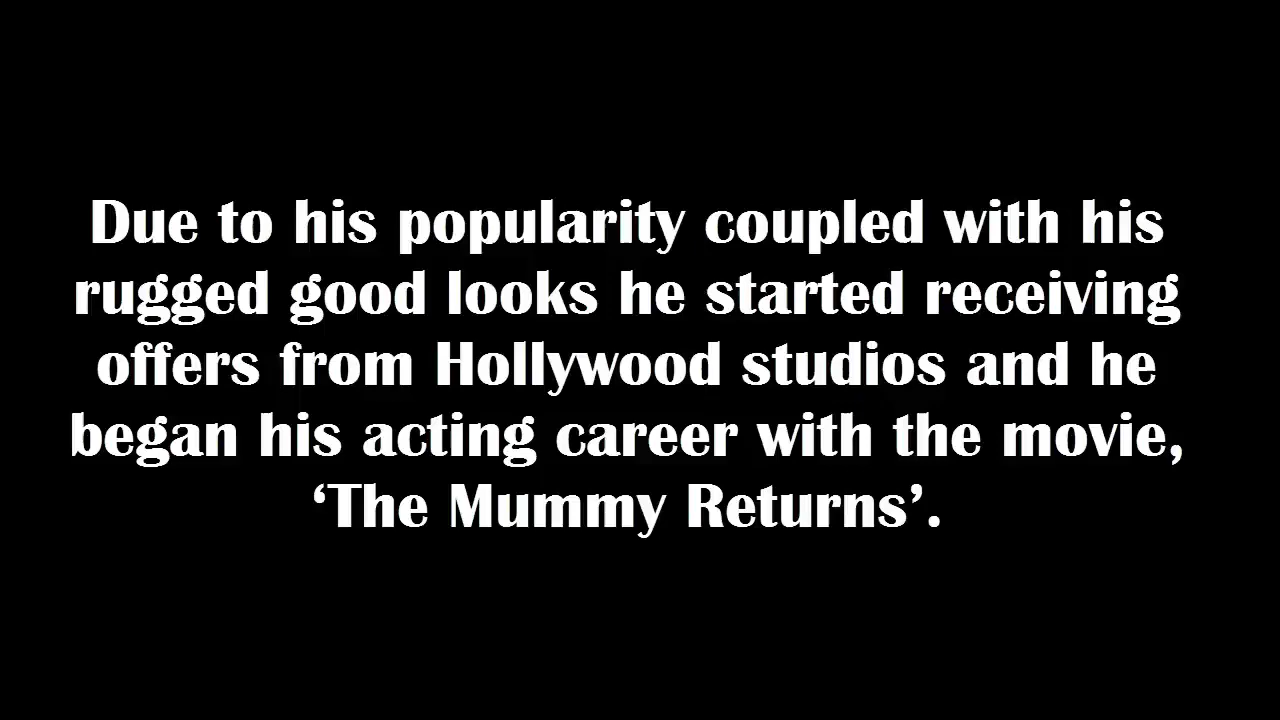 Due to his popularity coupled with his
rugged good looks he started receiving
offers from Hollywood studios and he
began his acting career with the movie,
‘The Mummy Returns’.